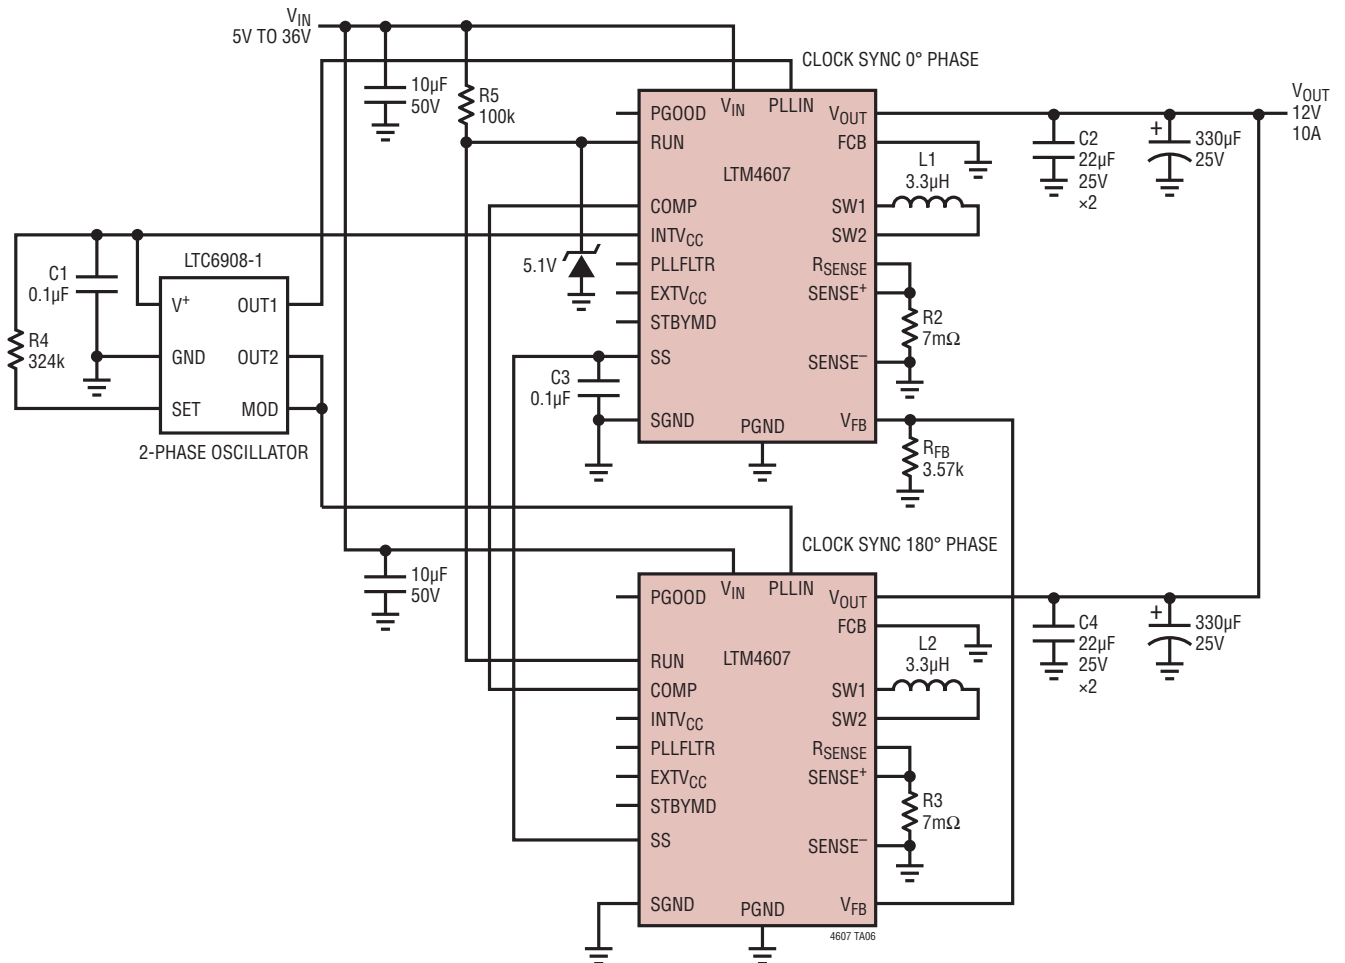 VIN
5V TO 36V
10µF
50V
R5
100k
CLOCK SYNC 0° PHASE
PGOOD
VIN
PLLIN
VOUT
RUN
FCB
LTM4607
COMP
SW1
INTVCC
SW2
PLLFLTR
RSENSE
EXTVCC
SENSE+
STBYMD
SS
SENSE–
SGND
PGND
VFB
L1
3.3µH
C2
22µF
25V
×2
+
330µF
25V
VOUT
12V
10A
5.1V
R2
7mΩ
C3
0.1µF
RFB
3.57k
LTC6908-1
C1
0.1µF
R4
324k
V+
OUT1
GND
OUT2
SET
MOD
2-PHASE OSCILLATOR
CLOCK SYNC 180° PHASE
10µF
50V
PGOOD
VIN
PLLIN
VOUT
FCB
LTM4607
RUN
COMP
SW1
INTVCC
SW2
PLLFLTR
RSENSE
EXTVCC
SENSE+
STBYMD
SS
SENSE–
SGND
PGND
VFB
L2
3.3µH
C4
22µF
25V
×2
+
330µF
25V
R3
7mΩ
4607 TA06